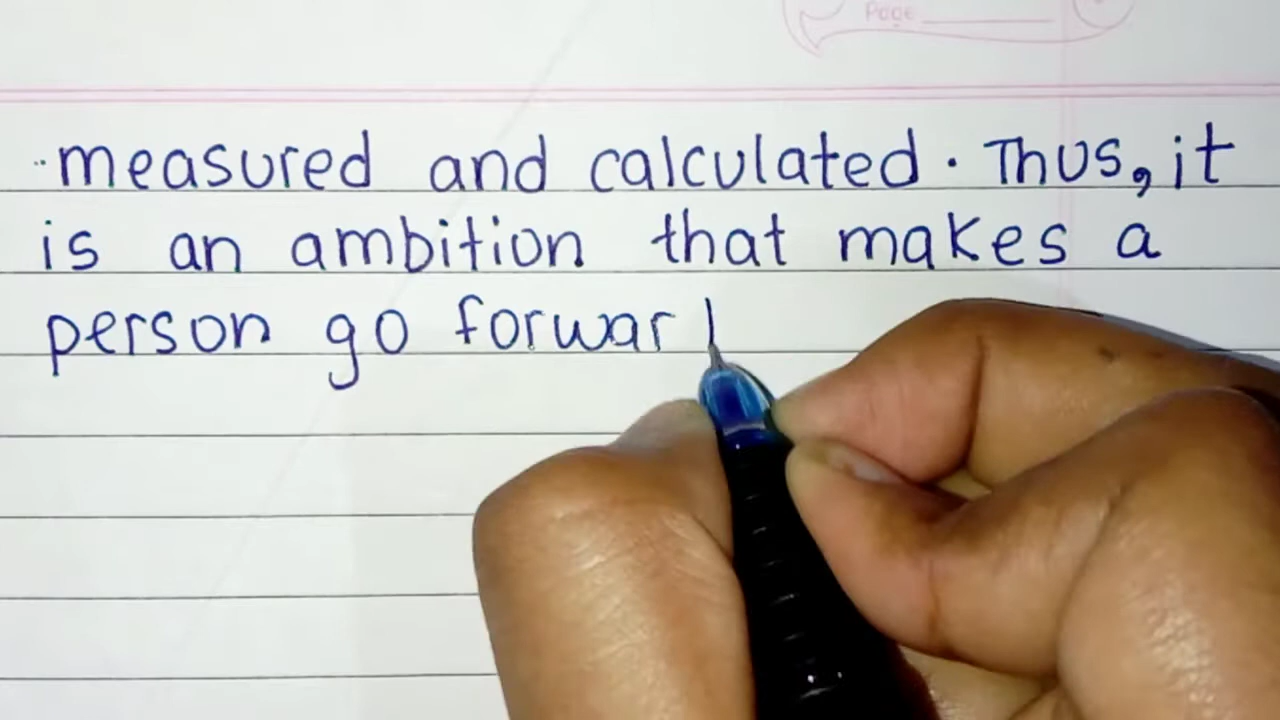 Page
measured and calculated. Thus, it
is an ambition that makes a
person go forwar